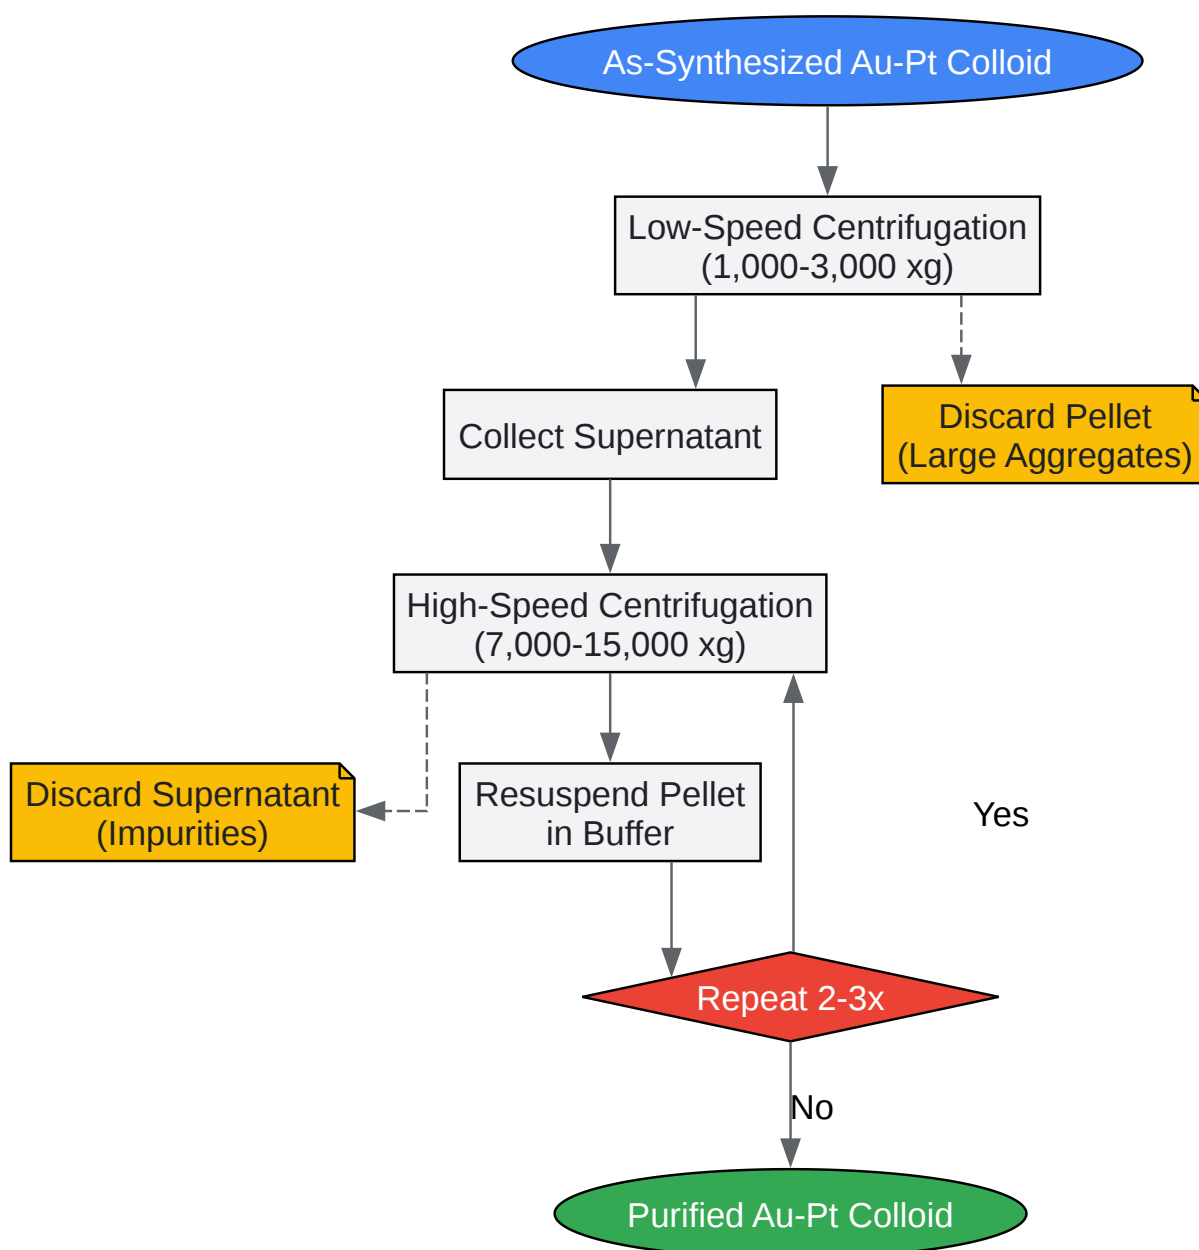 As-Synthesized Au-Pt Colloid
Low-Speed Centrifugation
(1,000-3,000 xg)
Collect Supernatant
Discard Pellet
(Large Aggregates)
High-Speed Centrifugation
(7,000-15,000 xg)
Discard Supernatant
(Impurities)
Resuspend Pellet
in Buffer
Yes
Repeat 2-3x
No
Purified Au-Pt Colloid